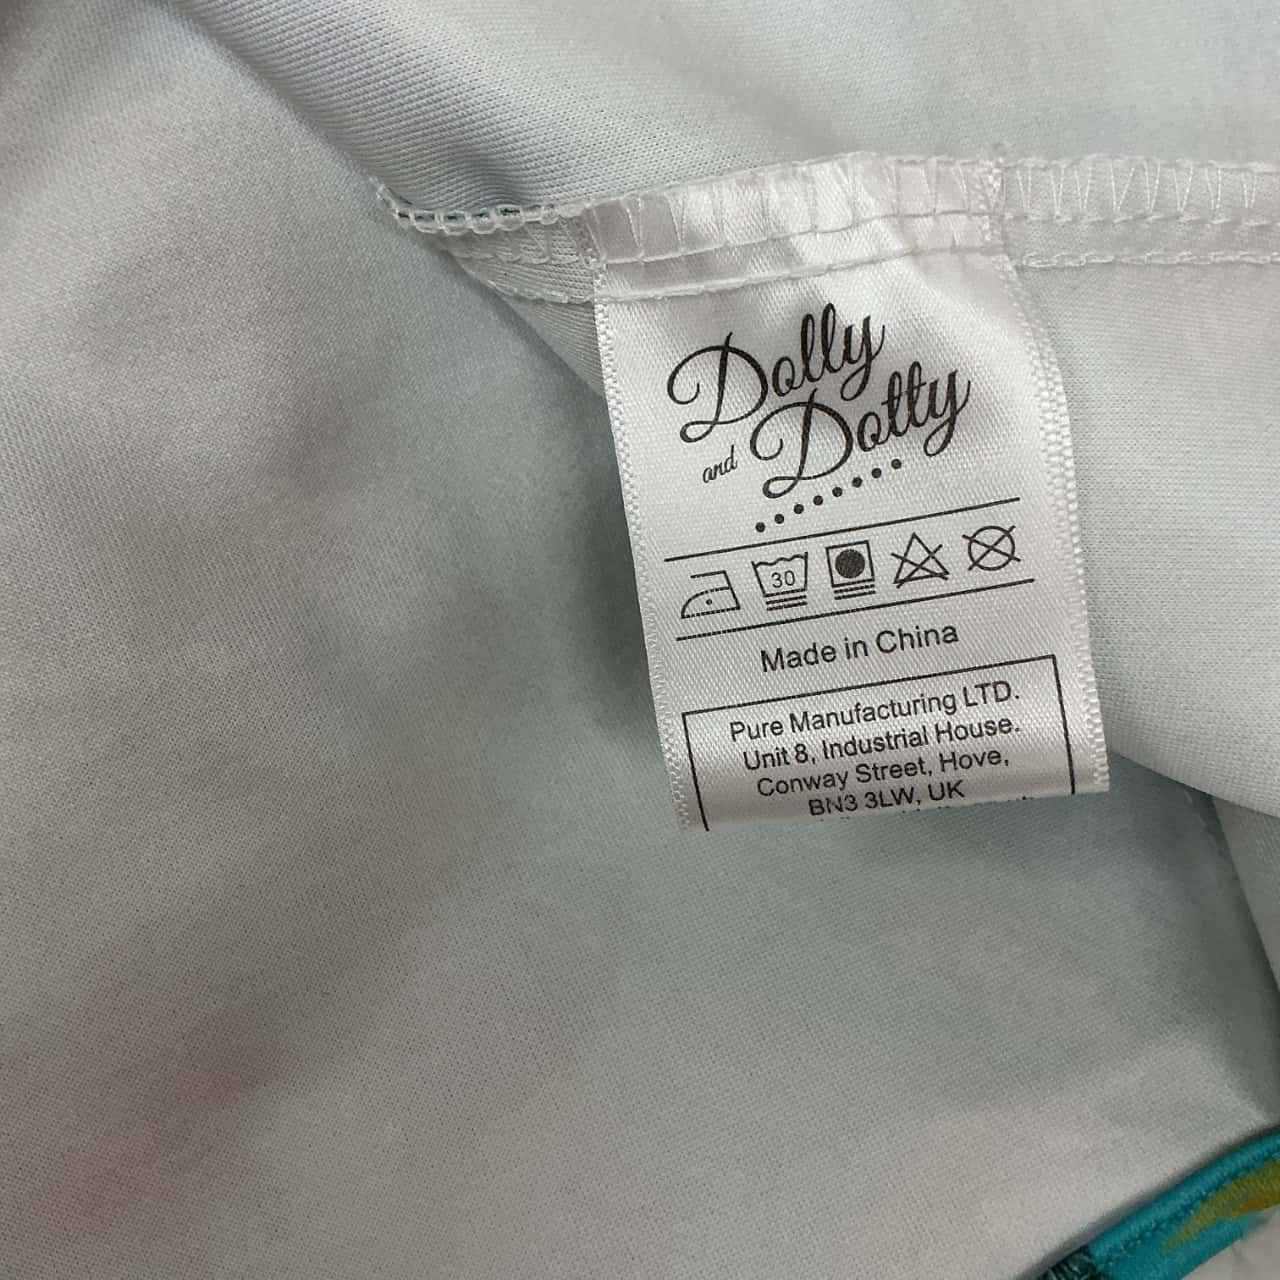 Dolly
and Dotty
30
Made in China
Pure Manufacturing LTD.
Unit 8, Industrial House.
Conway Street, Hove,
BN3 3LW, UK